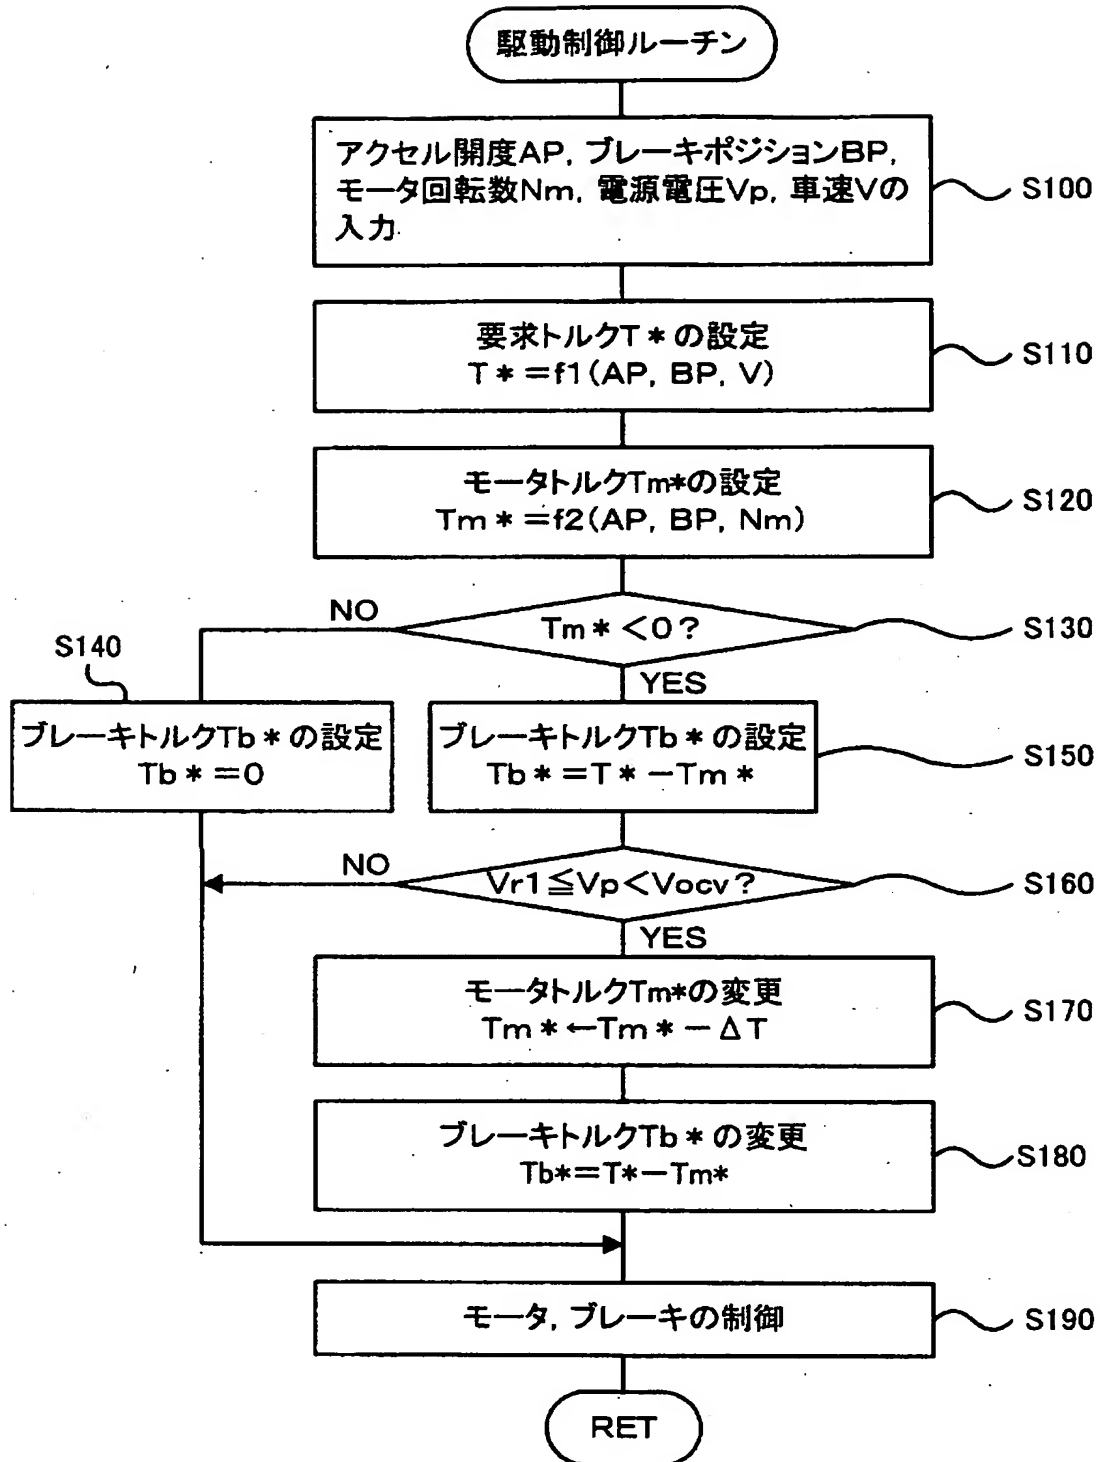 駆動制御ルーチン
アクセル開度AP, ブレーキポジションBP,
モータ回転数Nm, 電源電圧Vp, 車速Vの
入力
S100
要求トルクT*の設定
T*=f1(AP, BP, V)
S110
モータトルクTm*の設定
Tm*=f2(AP, BP, Nm)
S120
Tm*<0?
NO
YES
S130
S140
ブレーキトルクTb*の設定
Tb*=0
ブレーキトルクTb*の設定
Tb*=T*-Tm*
S150
Vr1≦Vp<Vocv?
NO
YES
S160
モータトルクTm*の変更
Tm*←Tm*-ΔT
S170
ブレーキトルクTb*の変更
Tb*=T*-Tm*
S180
モータ, ブレーキの制御
S190
RET